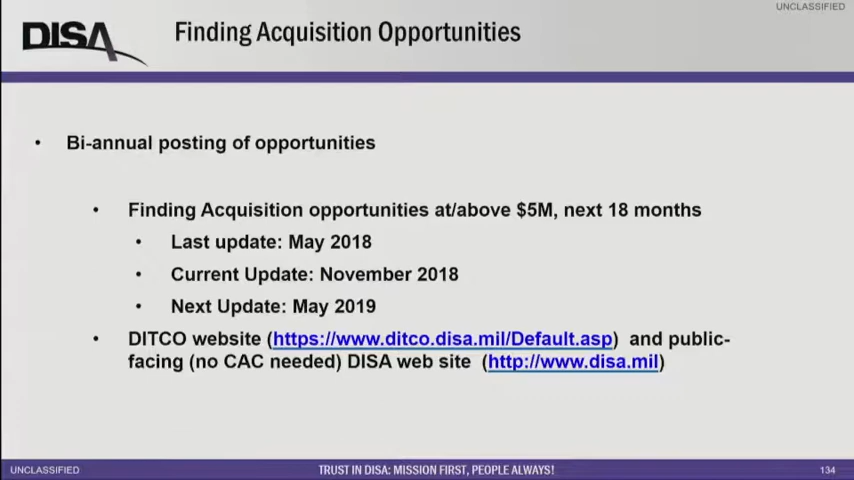 UNCLASSIFIED
DISA
Finding Acquisition Opportunities
• Bi-annual posting of opportunities
• Finding Acquisition opportunities at/above $5M, next 18 months
• Last update: May 2018
• Current Update: November 2018
• Next Update: May 2019
• DITCO website (https://www.ditco.disa.mil/Default.asp) and public-
facing (no CAC needed) DISA web site (http://www.disa.mil)
UNCLASSIFIED
TRUST IN DISA: MISSION FIRST, PEOPLE ALWAYS!
134